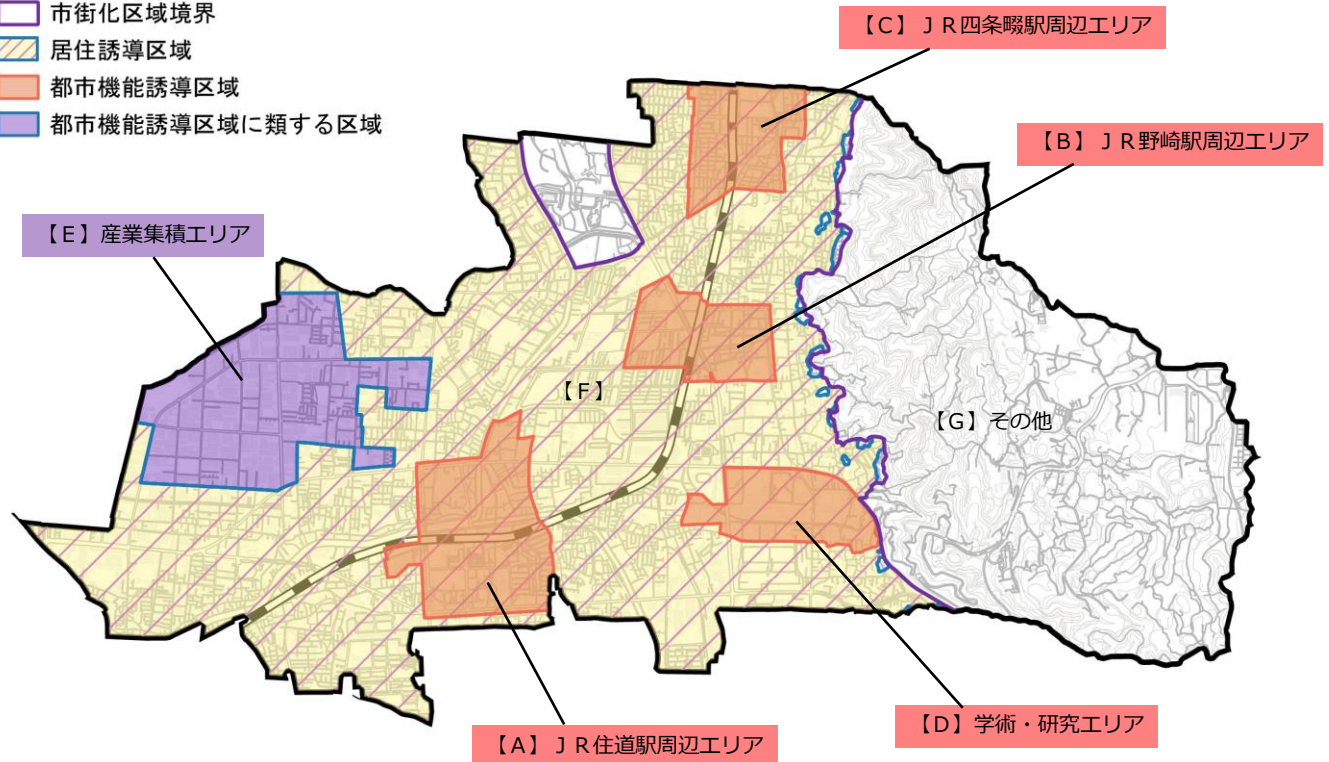 市街化区域境界
居住誘導区域
都市機能誘導区域
都市機能誘導区域に類する区域
【C】ＪＲ四条畷駅周辺エリア
【B】ＪＲ野崎駅周辺エリア
【E】産業集積エリア
【F】
【G】その他
【D】学術・研究エリア
【A】ＪＲ住道駅周辺エリア